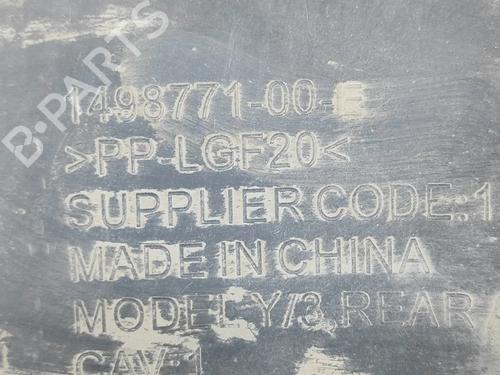 B-PARTS
1498771-00-E
>PP-LGF20<
SUPPLIER CODE:1
MADE IN CHINA
MODEL Y/3 REAR
CAV:1